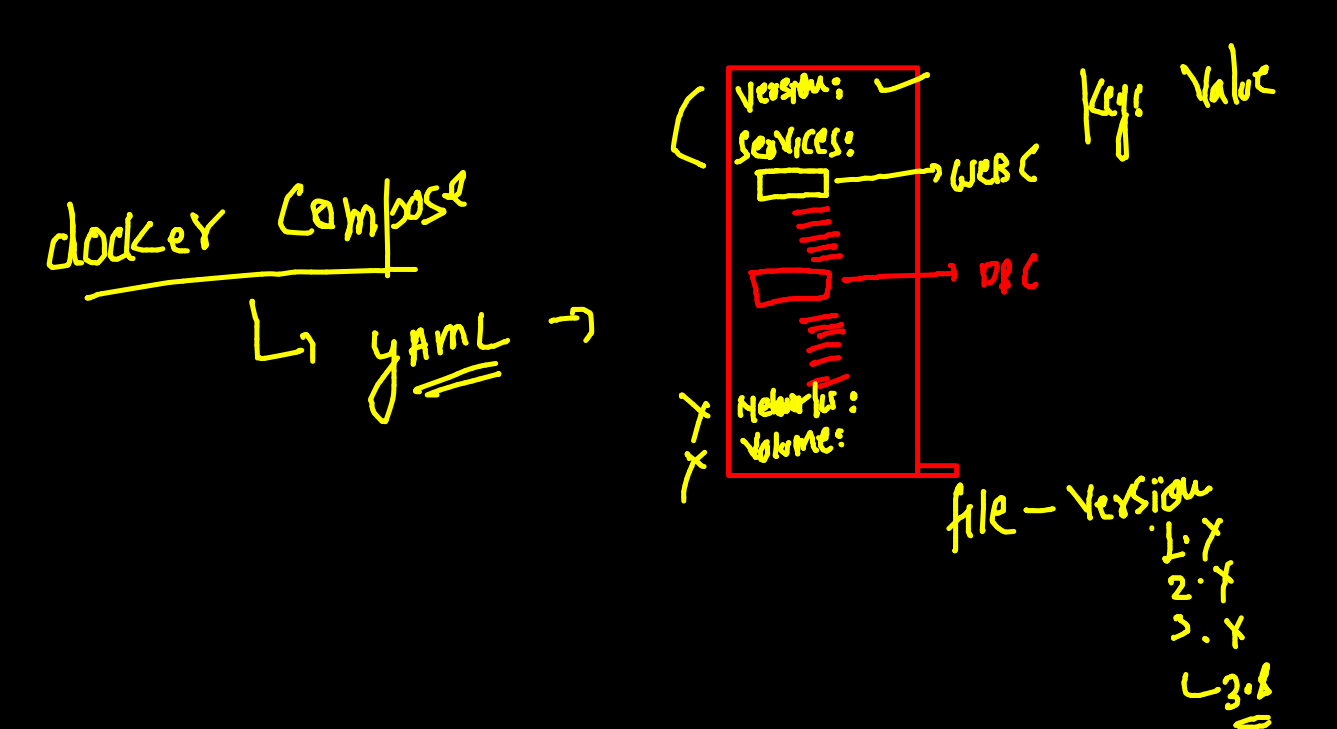 docker compose
yAML
version:
services:
WEB C
DB C
Networks:
Volume:
key: Value
file - Version
1.x
2.x
3.x
3.8